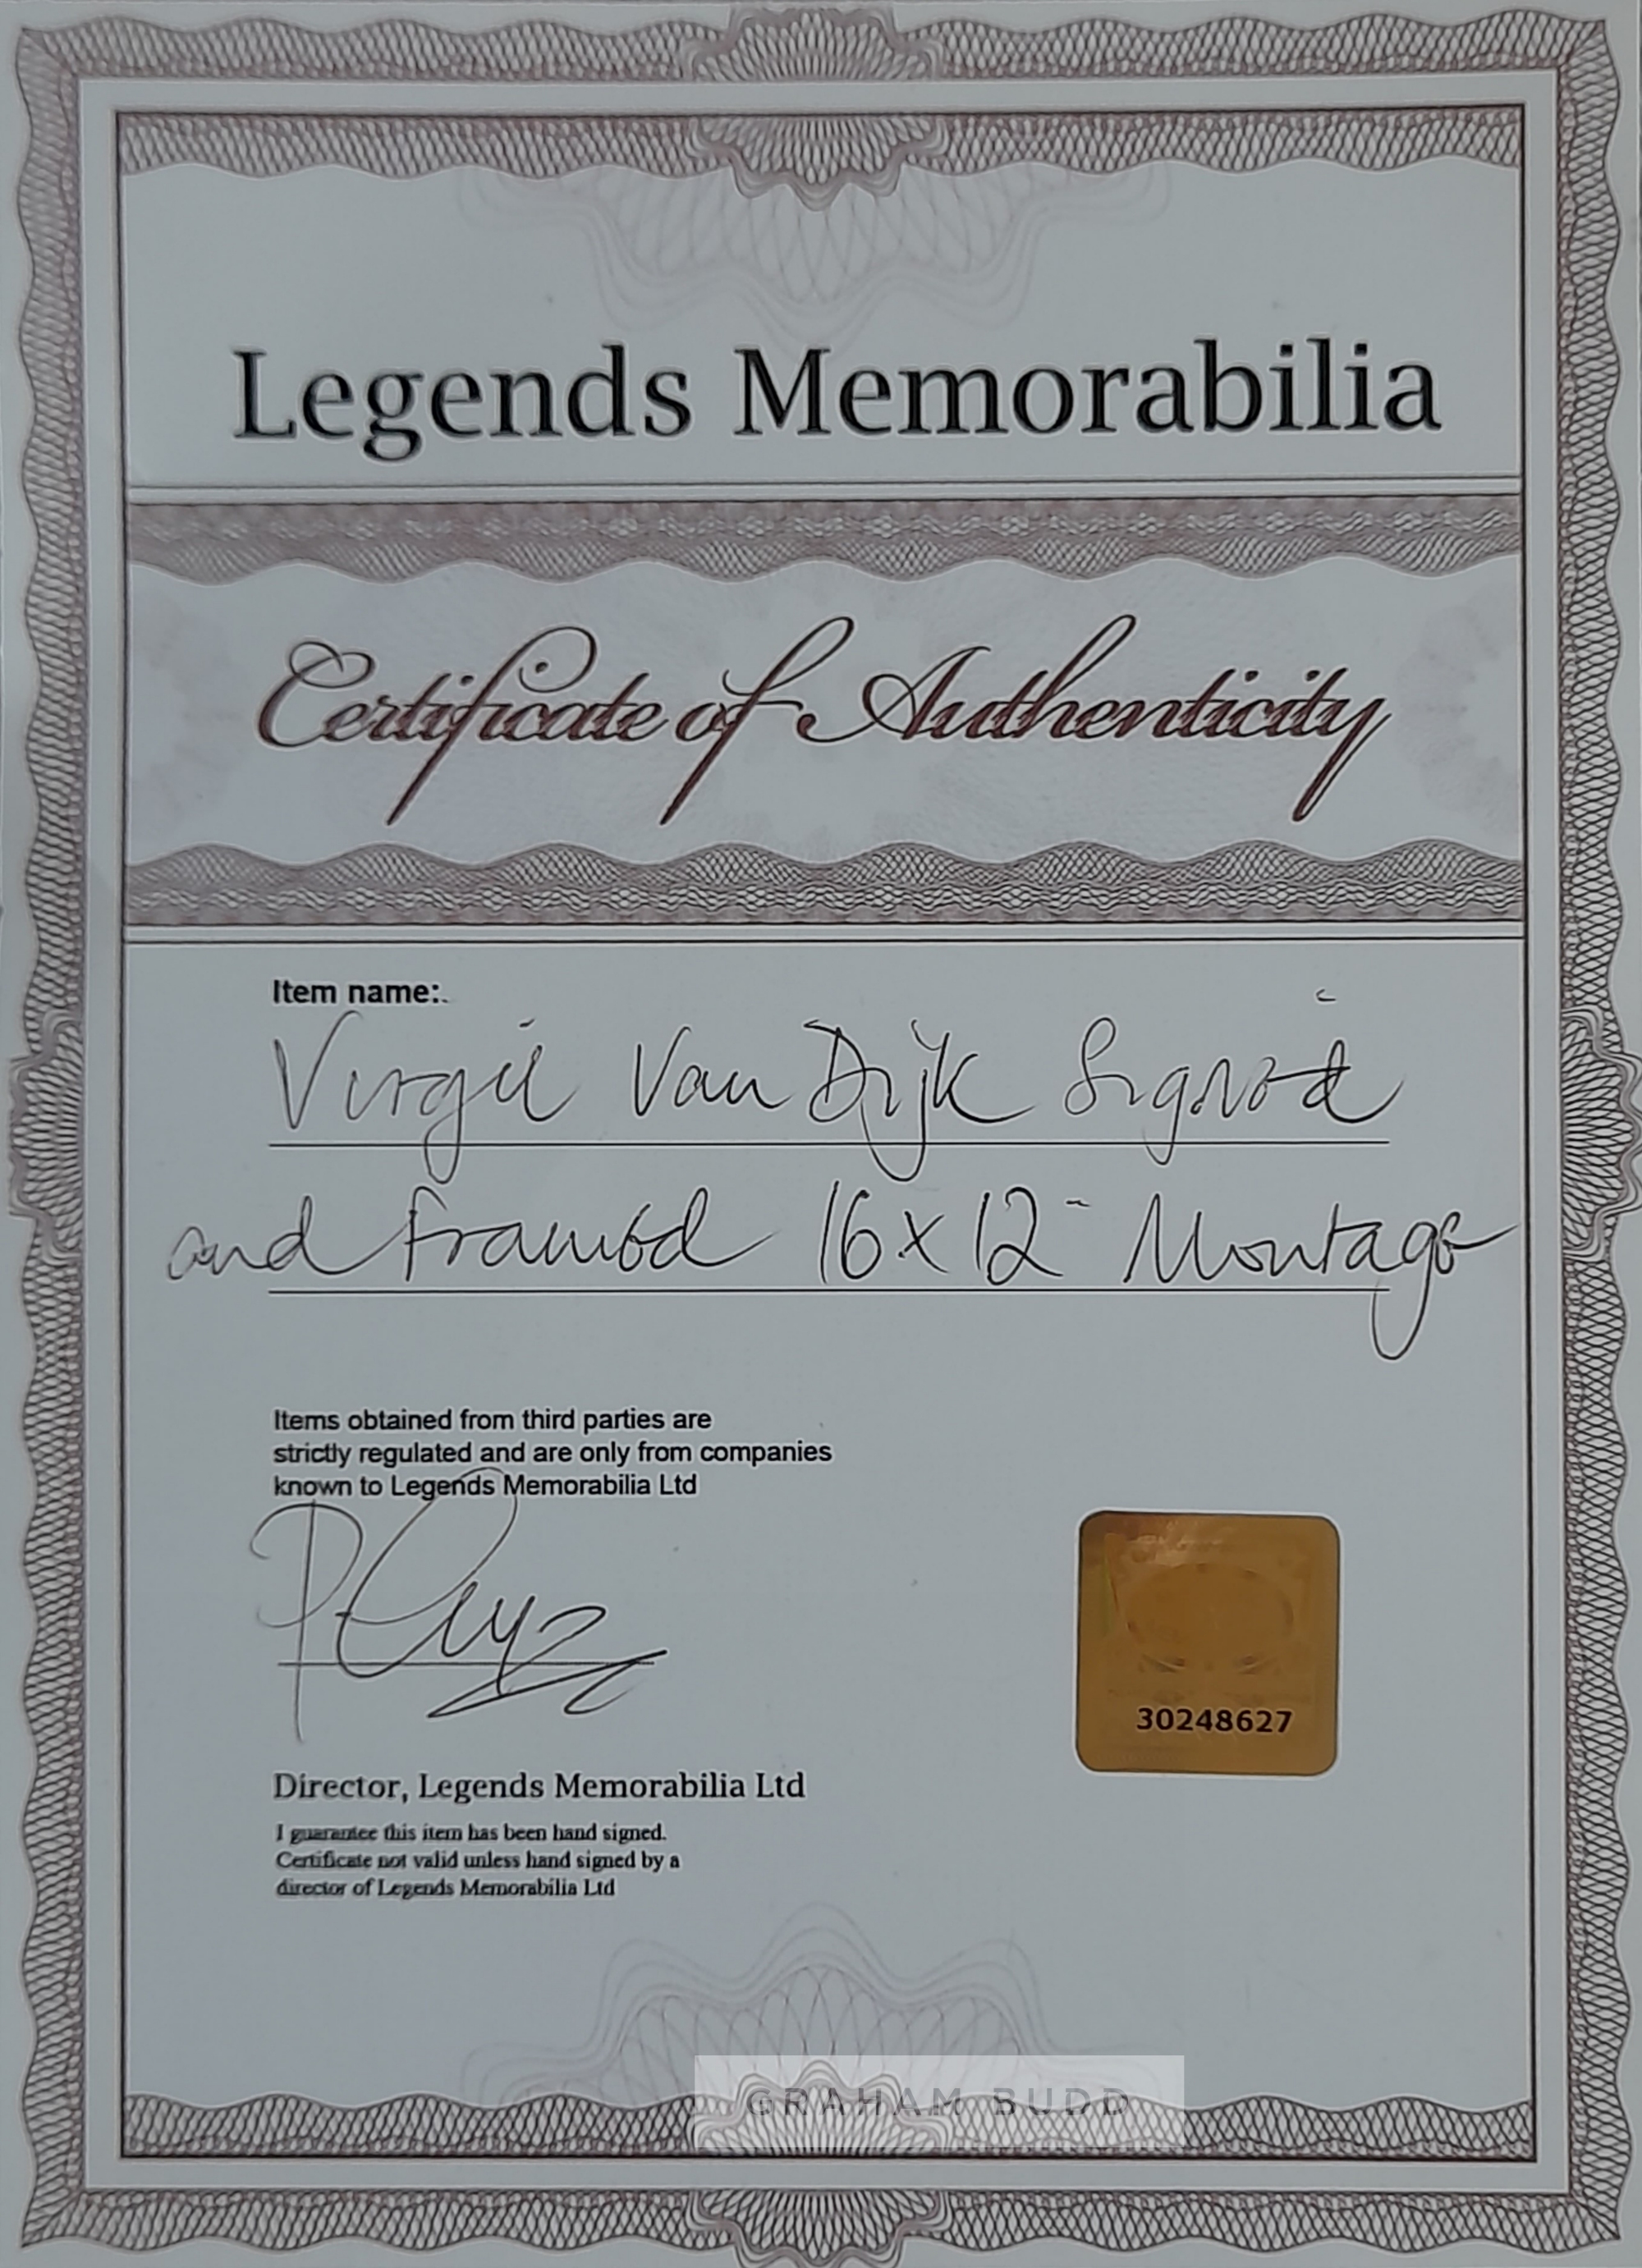 Legends Memorabilia
Certificate of Authenticity
Item name:
Virgil Van Dijk Signed
and framed 16x12" Montage
Items obtained from third parties are
strictly regulated and are only from companies
known to Legends Memorabilia Ltd
30248627
Director, Legends Memorabilia Ltd
I guarantee this item has been hand signed.
Certificate not valid unless hand signed by a
director of Legends Memorabilia Ltd
GRAHAM BUDD